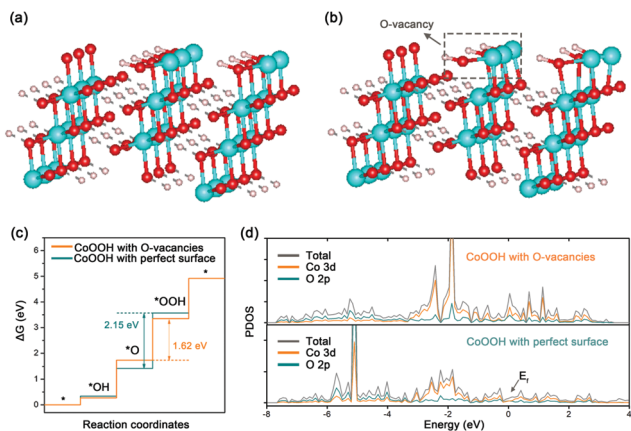 (a)
(b)
O-vacancy
(c)
CoOOH with O-vacancies
CoOOH with perfect surface
6
5
4
3
2
1
0
ΔG (eV)
*
*OH
*O
*OOH
*
2.15 eV
1.62 eV
Reaction coordinates
(d)
Total
Co 3d
O 2p
CoOOH with O-vacancies
PDOS
Total
Co 3d
O 2p
CoOOH with perfect surface
Ef
-8 -6 -4 -2 0 2 4
Energy (eV)